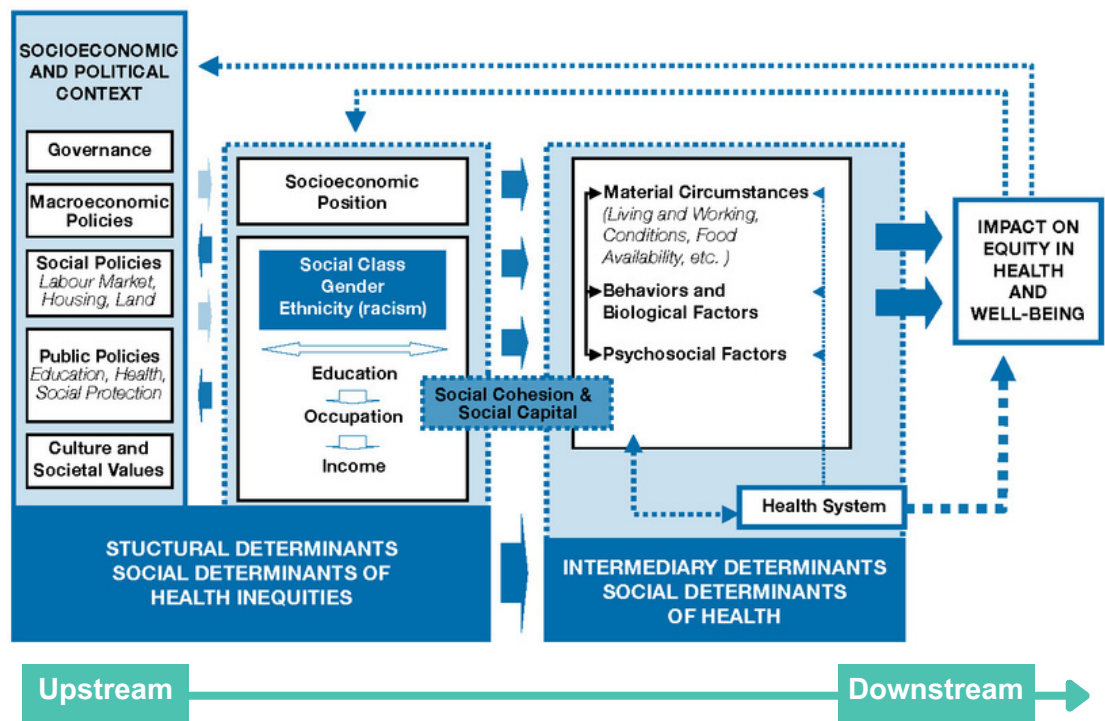 SOCIOECONOMIC
AND POLITICAL
CONTEXT
Governance
Macroeconomic
Policies
Social Policies
Labour Market,
Housing, Land
Public Policies
Education, Health,
Social Protection
Culture and
Societal Values
Socioeconomic
Position
Social Class
Gender
Ethnicity (racism)
Education
Occupation
Income
Social Cohesion &
Social Capital
Material Circumstances
(Living and Working,
Conditions, Food
Availability, etc. )
Behaviors and
Biological Factors
Psychosocial Factors
Health System
IMPACT ON
EQUITY IN
HEALTH
AND
WELL-BEING
STUCTURAL DETERMINANTS
SOCIAL DETERMINANTS OF
HEALTH INEQUITIES
INTERMEDIARY DETERMINANTS
SOCIAL DETERMINANTS
OF HEALTH
Upstream
Downstream